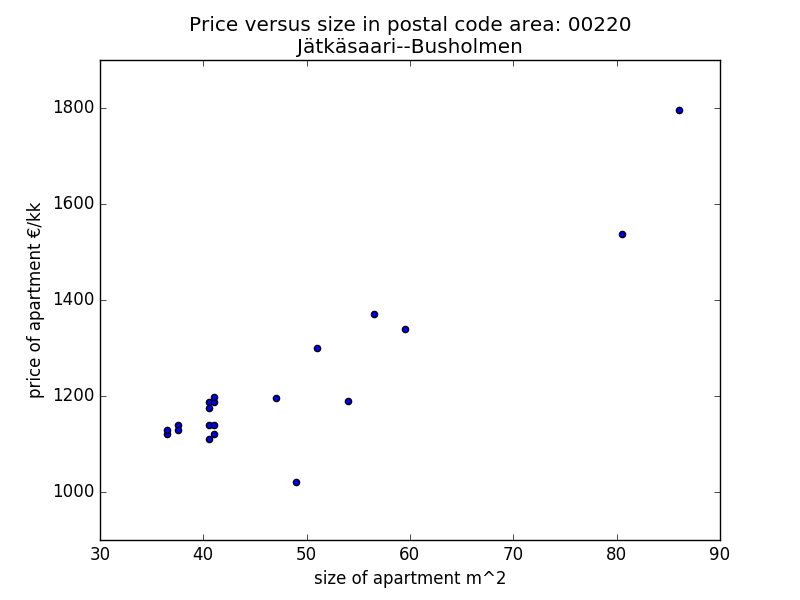 Price versus size in postal code area: 00220
Jätkäsaari--Busholmen
1800
1600
1400
1200
1000
price of apartment €/kk
30 40 50 60 70 80 90
size of apartment m^2